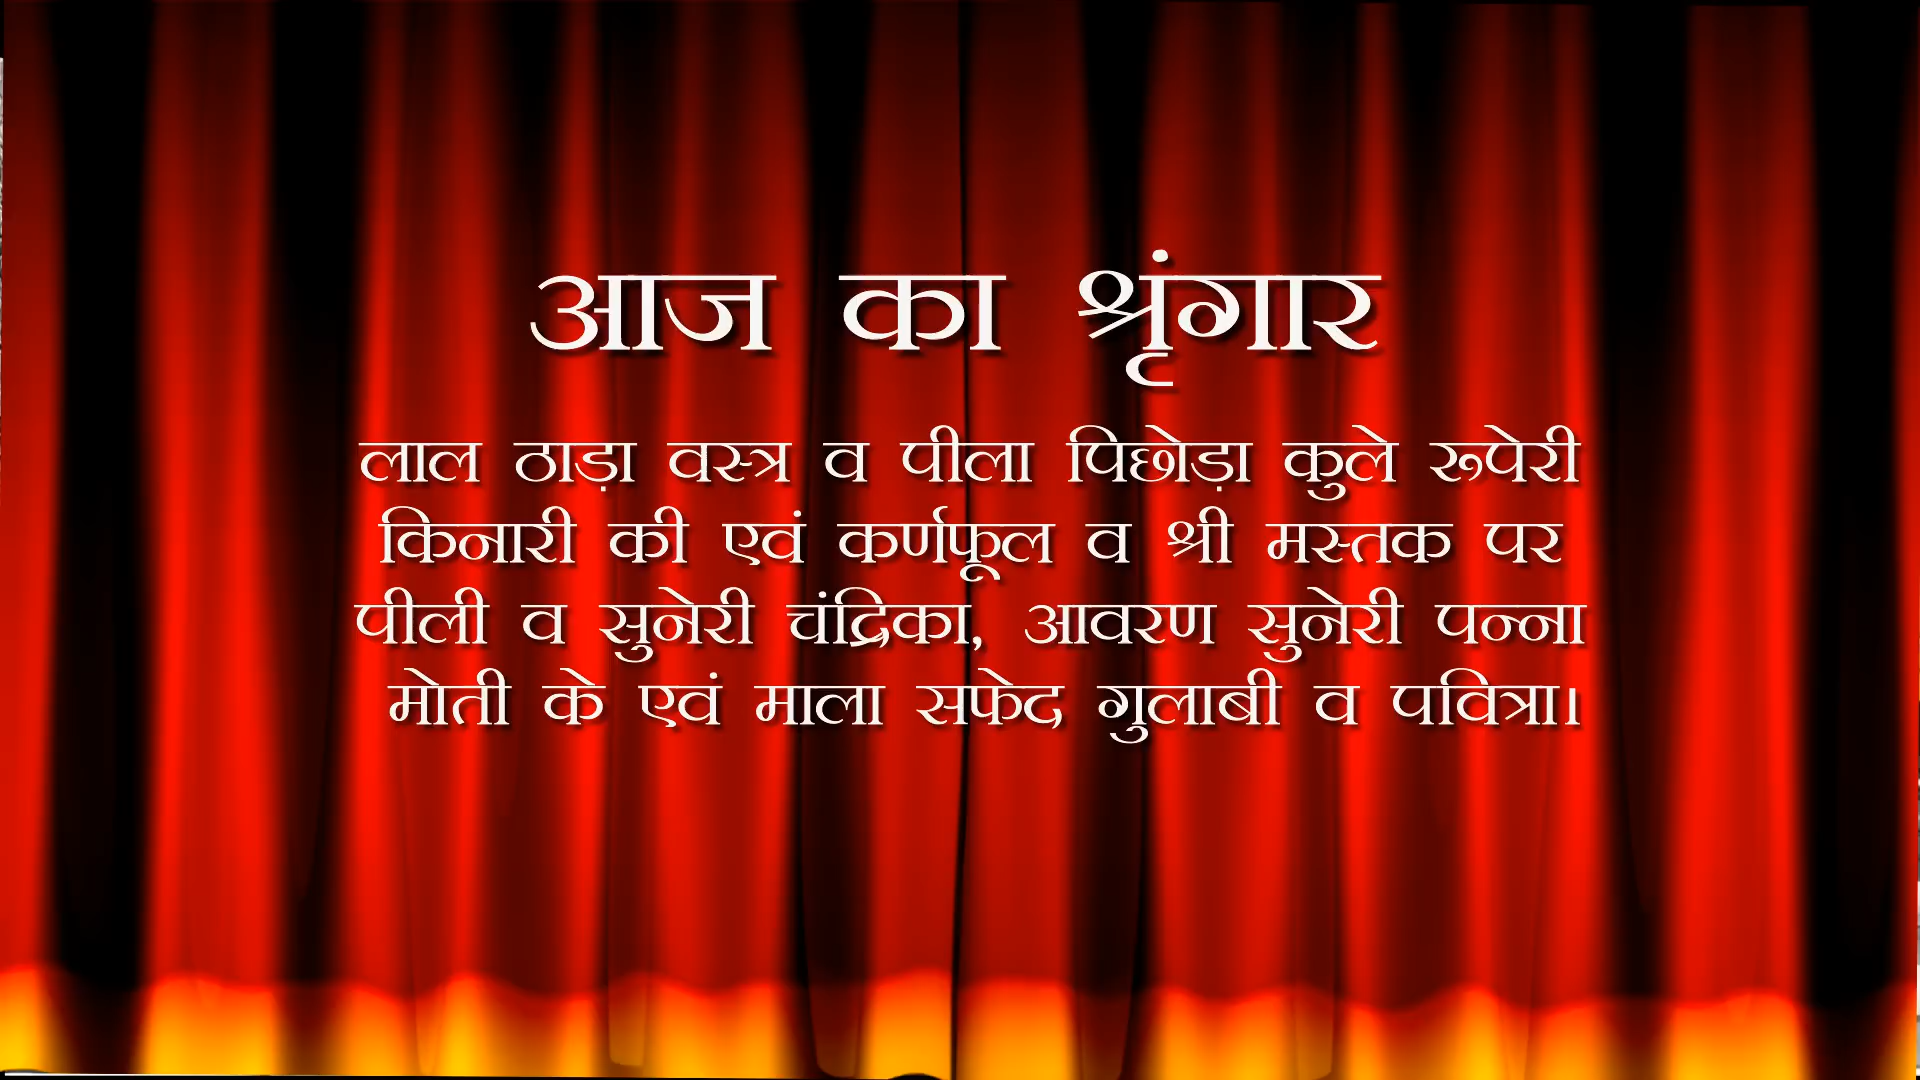 आज का श्रृंगार
लाल ठाड़ा वस्त्र व पीला पिछोड़ा कुले रूपेरी
किनारी की एवं कर्णफूल व श्री मस्तक पर
पीली व सुनेरी चंद्रिका, आवरण सुनेरी पन्ना
मोती के एवं माला सफेद गुलाबी व पवित्रा।